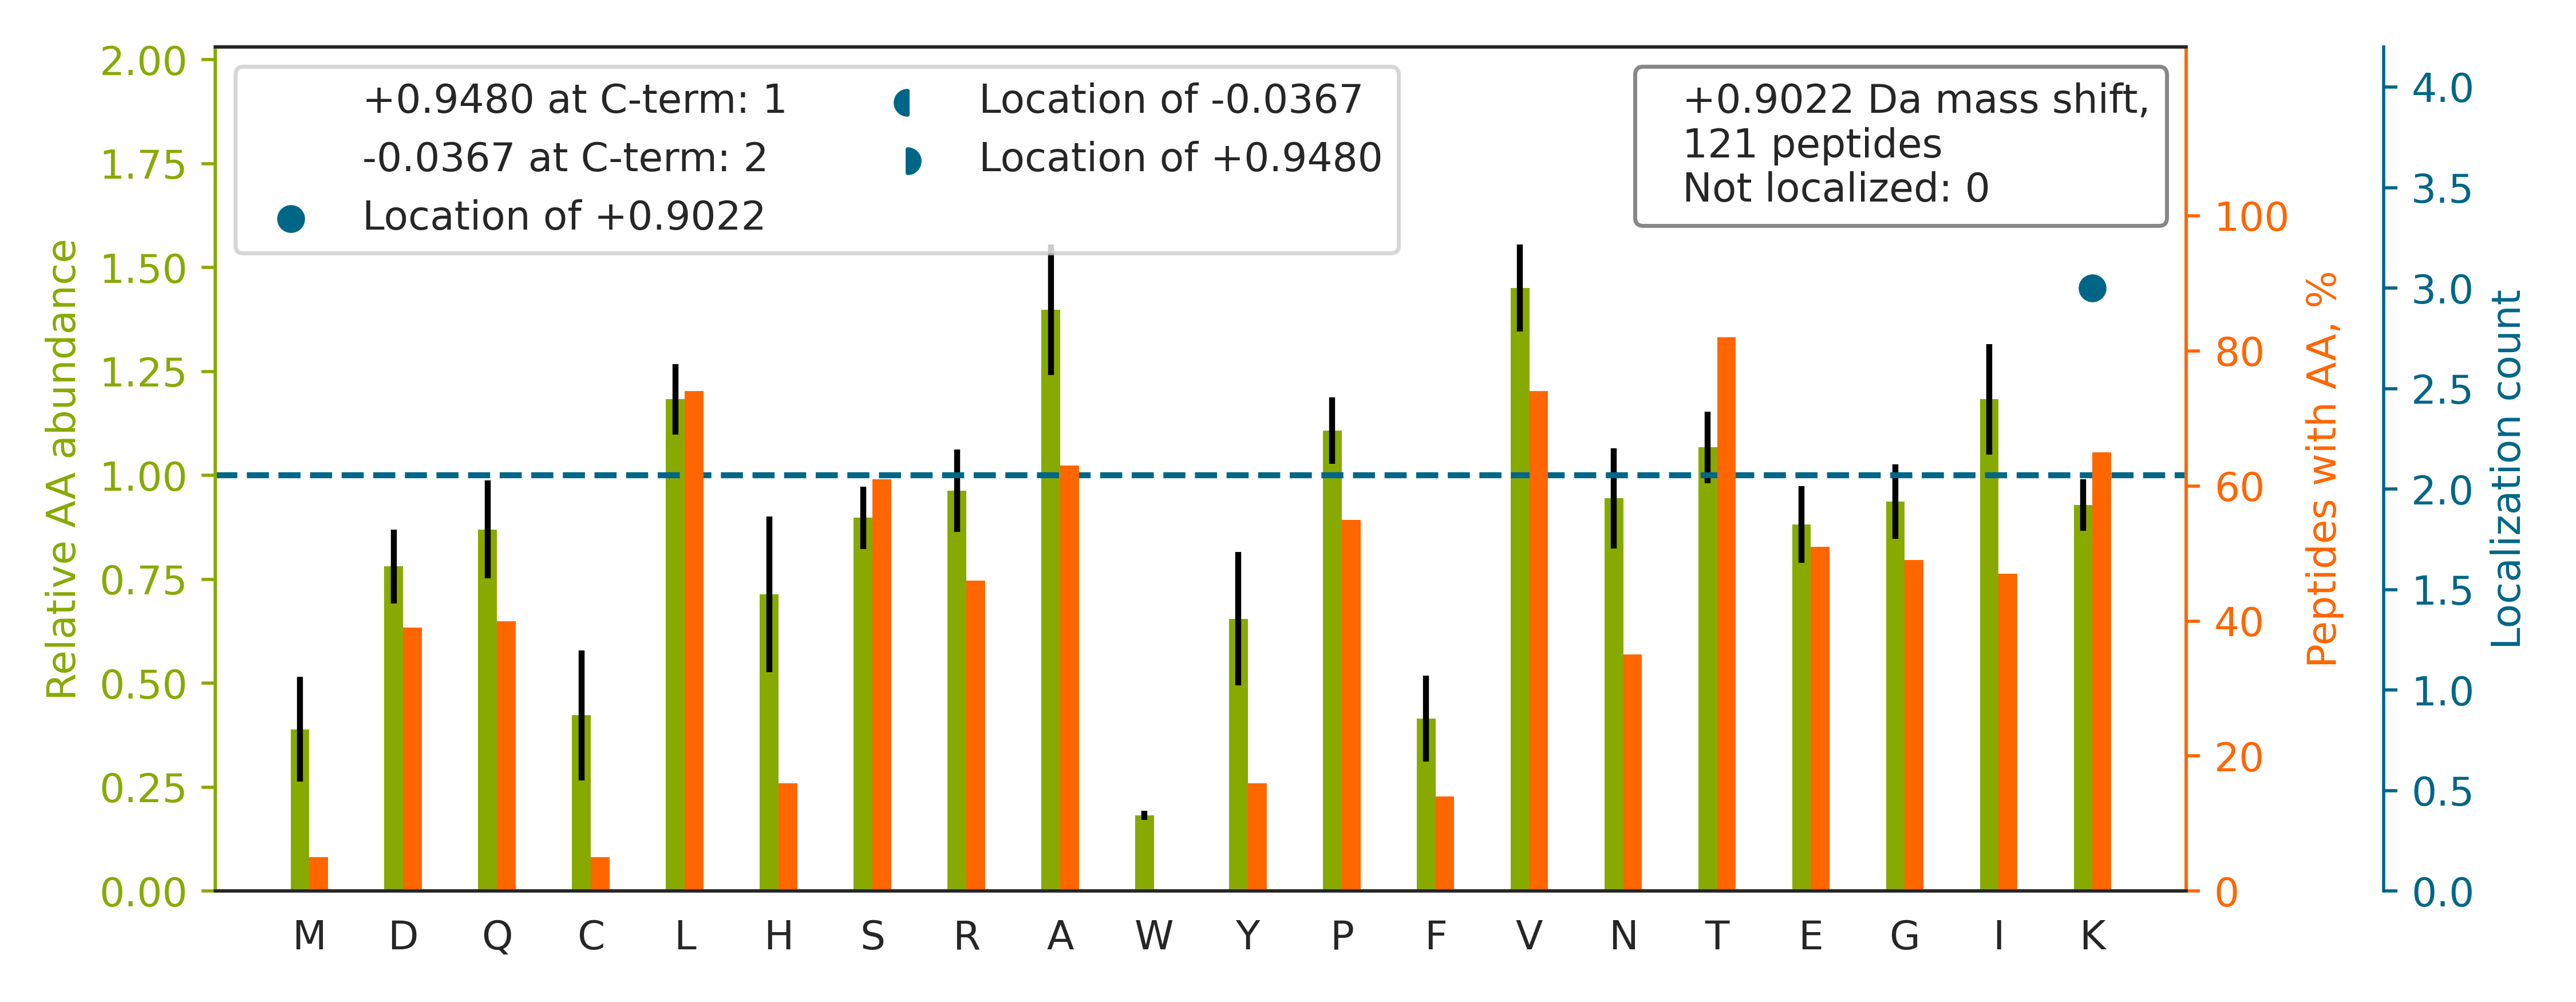 +0.9480 at C-term: 1
-0.0367 at C-term: 2
Location of +0.9022
Location of -0.0367
Location of +0.9480
+0.9022 Da mass shift,
121 peptides
Not localized: 0
Relative AA abundance
2.00
1.75
1.50
1.25
1.00
0.75
0.50
0.25
0.00
M D Q C L H S R A W Y P F V N T E G I K
100
80
60
40
20
0
Peptides with AA, %
4.0
3.5
3.0
2.5
2.0
1.5
1.0
0.5
0.0
Localization count